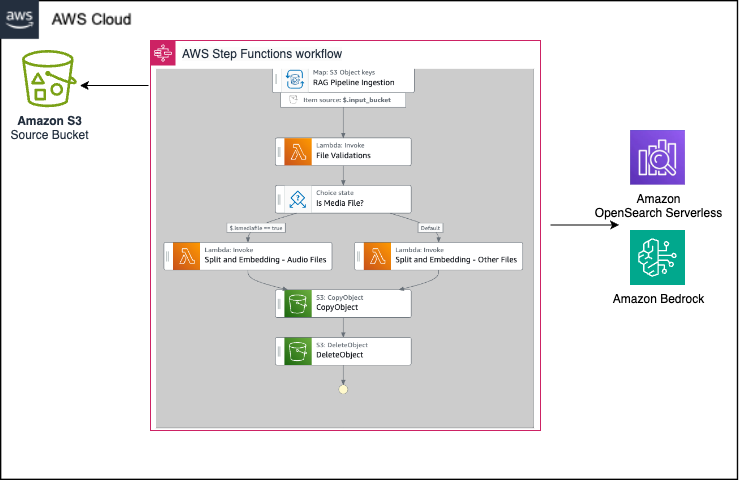 aws
AWS Cloud
Amazon S3
Source Bucket
AWS Step Functions workflow
Map: S3 Object keys
RAG Pipeline Ingestion
Item source: $.input_bucket
Lambda: Invoke
File Validations
Choice state
Is Media File?
$.ismediafile == true
Default
Lambda: Invoke
Split and Embedding - Audio Files
Lambda: Invoke
Split and Embedding - Other Files
S3: CopyObject
CopyObject
S3: DeleteObject
DeleteObject
Amazon
OpenSearch Serverless
Amazon Bedrock